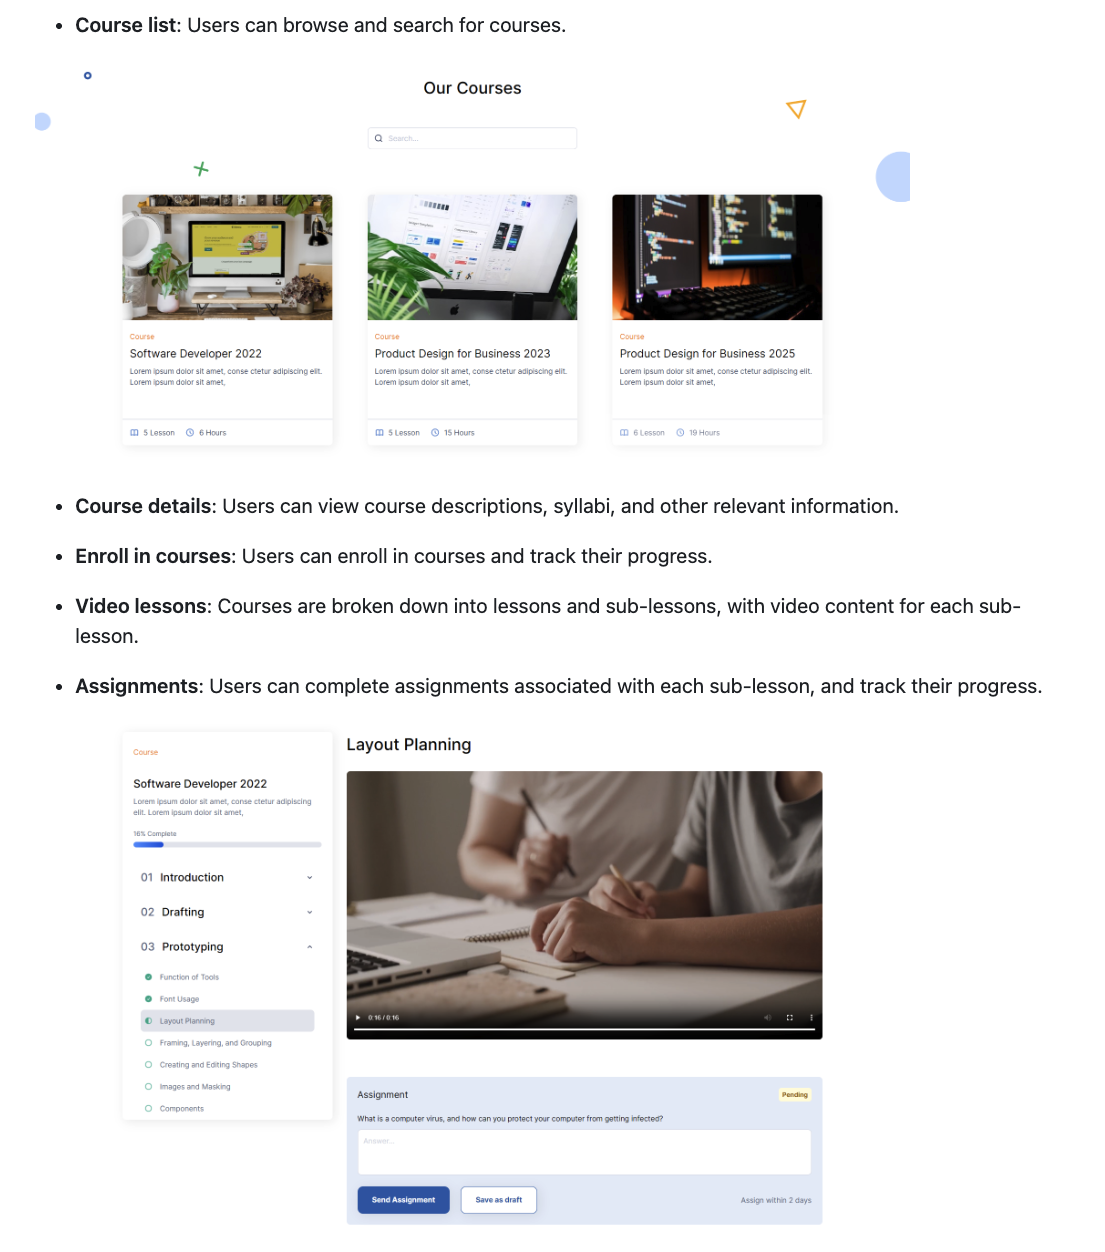 Course list: Users can browse and search for courses.
Our Courses
Search...
Course
Software Developer 2022
Lorem ipsum dolor sit amet, conse ctetur adipiscing elit.
Lorem ipsum dolor sit amet,
5 Lesson 6 Hours
Course
Product Design for Business 2023
Lorem ipsum dolor sit amet, conse ctetur adipiscing elit.
Lorem ipsum dolor sit amet,
5 Lesson 15 Hours
Course
Product Design for Business 2025
Lorem ipsum dolor sit amet, conse ctetur adipiscing elit.
Lorem ipsum dolor sit amet,
6 Lesson 19 Hours
Course details: Users can view course descriptions, syllabi, and other relevant information.
Enroll in courses: Users can enroll in courses and track their progress.
Video lessons: Courses are broken down into lessons and sub-lessons, with video content for each sub-
lesson.
Assignments: Users can complete assignments associated with each sub-lesson, and track their progress.
Course
Software Developer 2022
Lorem ipsum dolor sit amet, conse ctetur adipiscing
elit. Lorem ipsum dolor sit amet,
16% Complete
01 Introduction
02 Drafting
03 Prototyping
Function of Tools
Font Usage
Layout Planning
Framing, Layering, and Grouping
Creating and Editing Shapes
Images and Masking
Components
Layout Planning
0:16 / 0:16
Assignment
Pending
What is a computer virus, and how can you protect your computer from getting infected?
Answer...
Send Assignment
Save as draft
Assign within 2 days